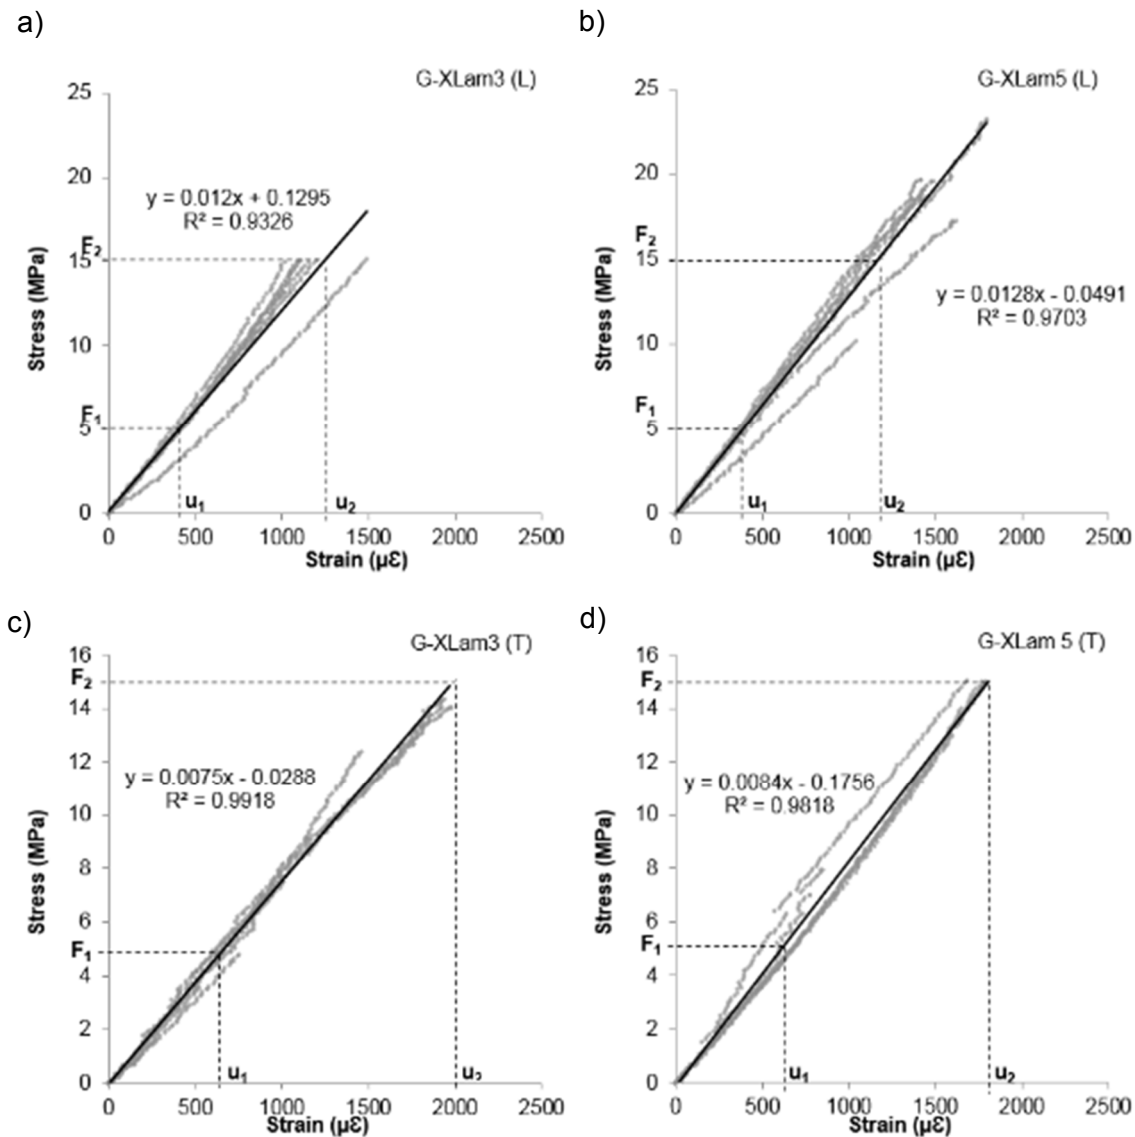 a)
G-XLam3 (L)
25
20
15
10
5
0
F₂
F₁
y = 0.012x + 0.1295
R² = 0.9326
u₁
u₂
0 500 1000 1500 2000 2500
Stress (MPa)
Strain (µƐ)
b)
G-XLam5 (L)
25
20
15
10
5
0
F₂
F₁
y = 0.0128x - 0.0491
R² = 0.9703
u₁
u₂
0 500 1000 1500 2000 2500
Stress (MPa)
Strain (µƐ)
c)
G-XLam3 (T)
16
14
12
10
8
6
4
2
0
F₂
F₁
y = 0.0075x - 0.0288
R² = 0.9918
u₁
u₂
0 500 1000 1500 2000 2500
Stress (MPa)
Strain (µƐ)
d)
G-XLam 5 (T)
16
14
12
10
8
6
4
2
0
F₂
F₁
y = 0.0084x - 0.1756
R² = 0.9818
u₁
u₂
0 500 1000 1500 2000 2500
Stress (MPa)
Strain (µƐ)